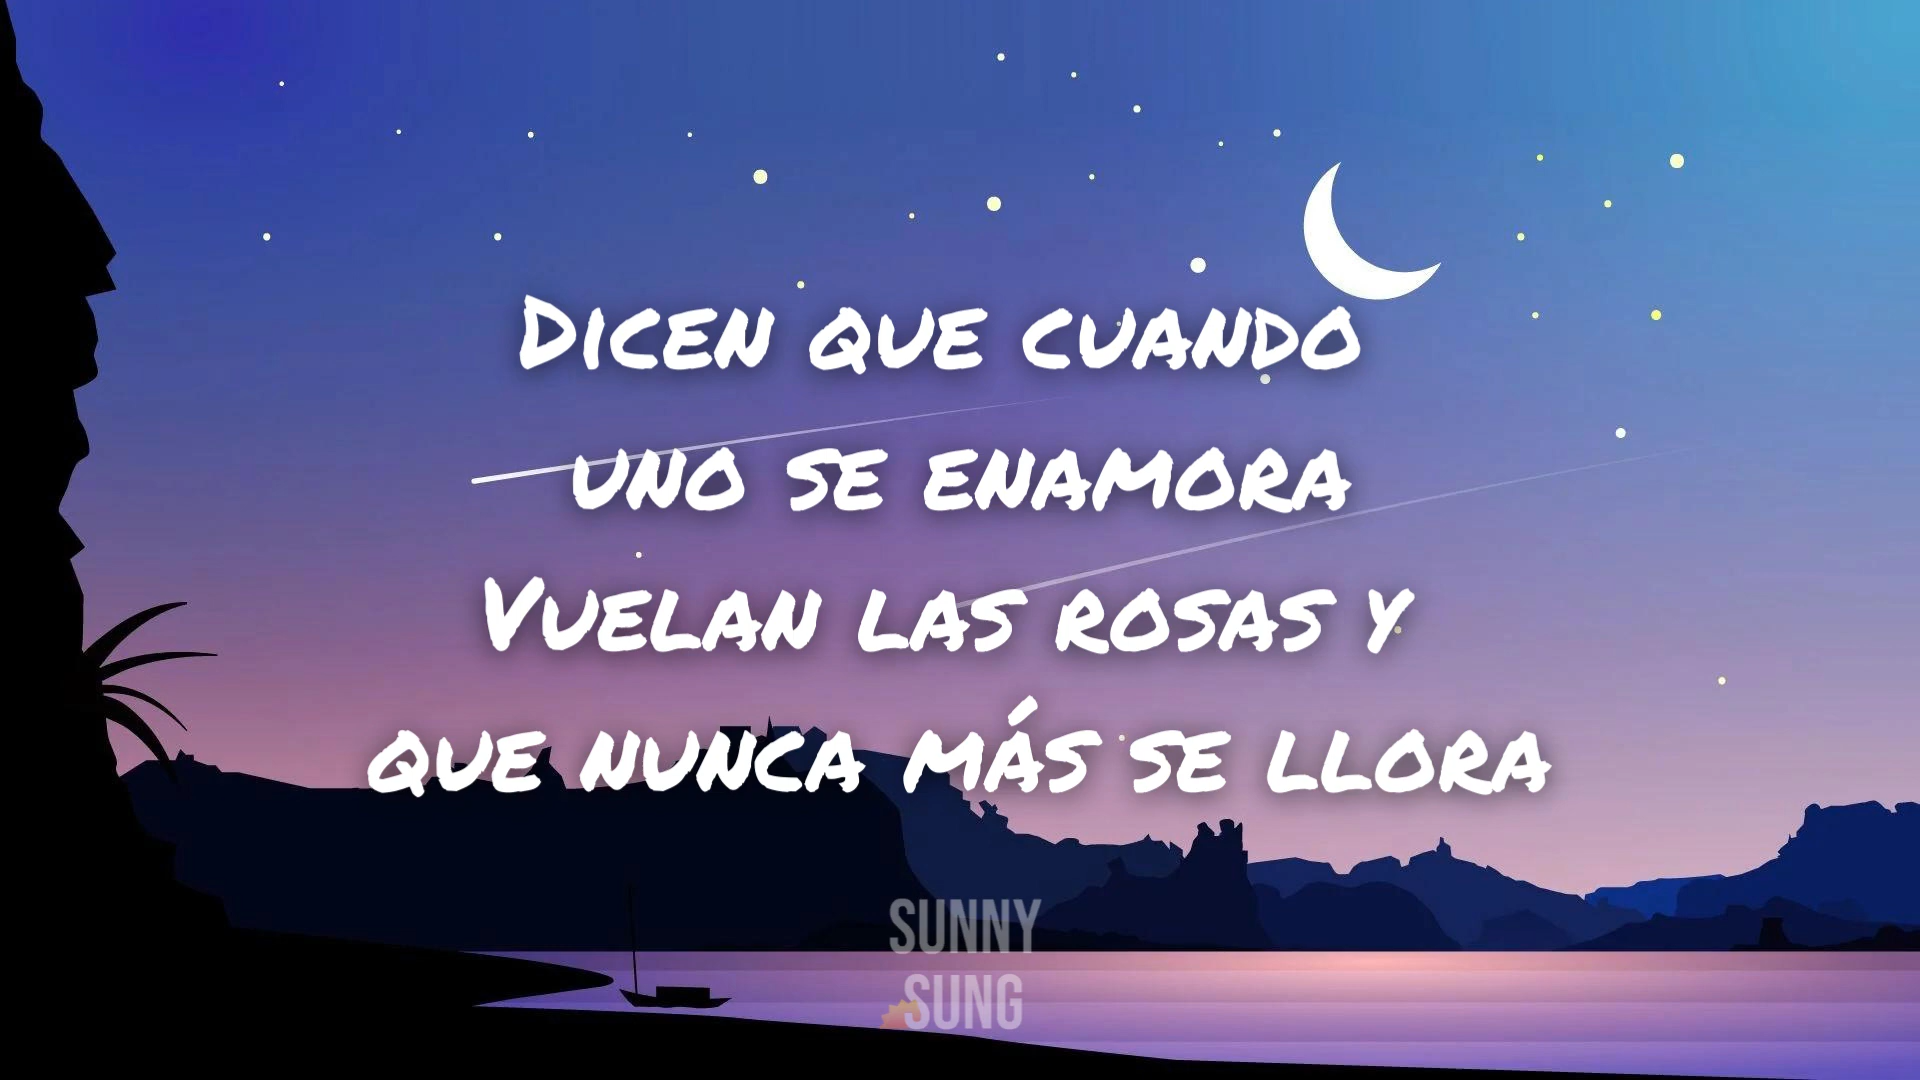 Dicen que cuando
uno se enamora
Vuelan las rosas y
que nunca más se llora
SUNNY
SUNG